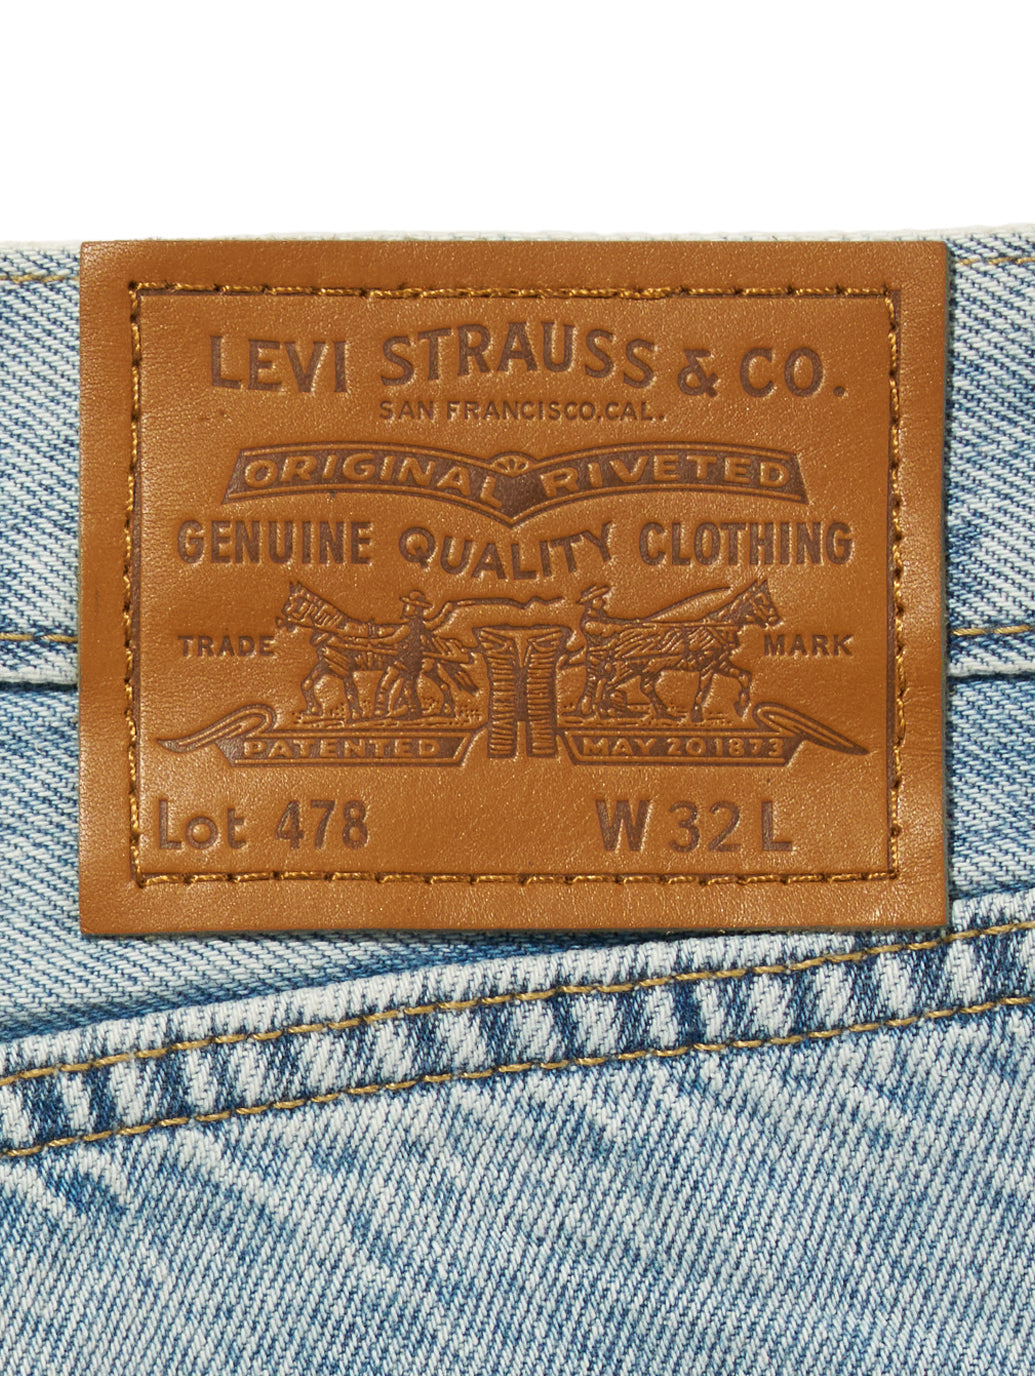 LEVI STRAUSS & CO.
SAN FRANCISCO, CAL.
ORIGINAL RIVETED
GENUINE QUALITY CLOTHING
TRADE MARK
PATENTED MAY 20 1873
Lot 478 W 32 L